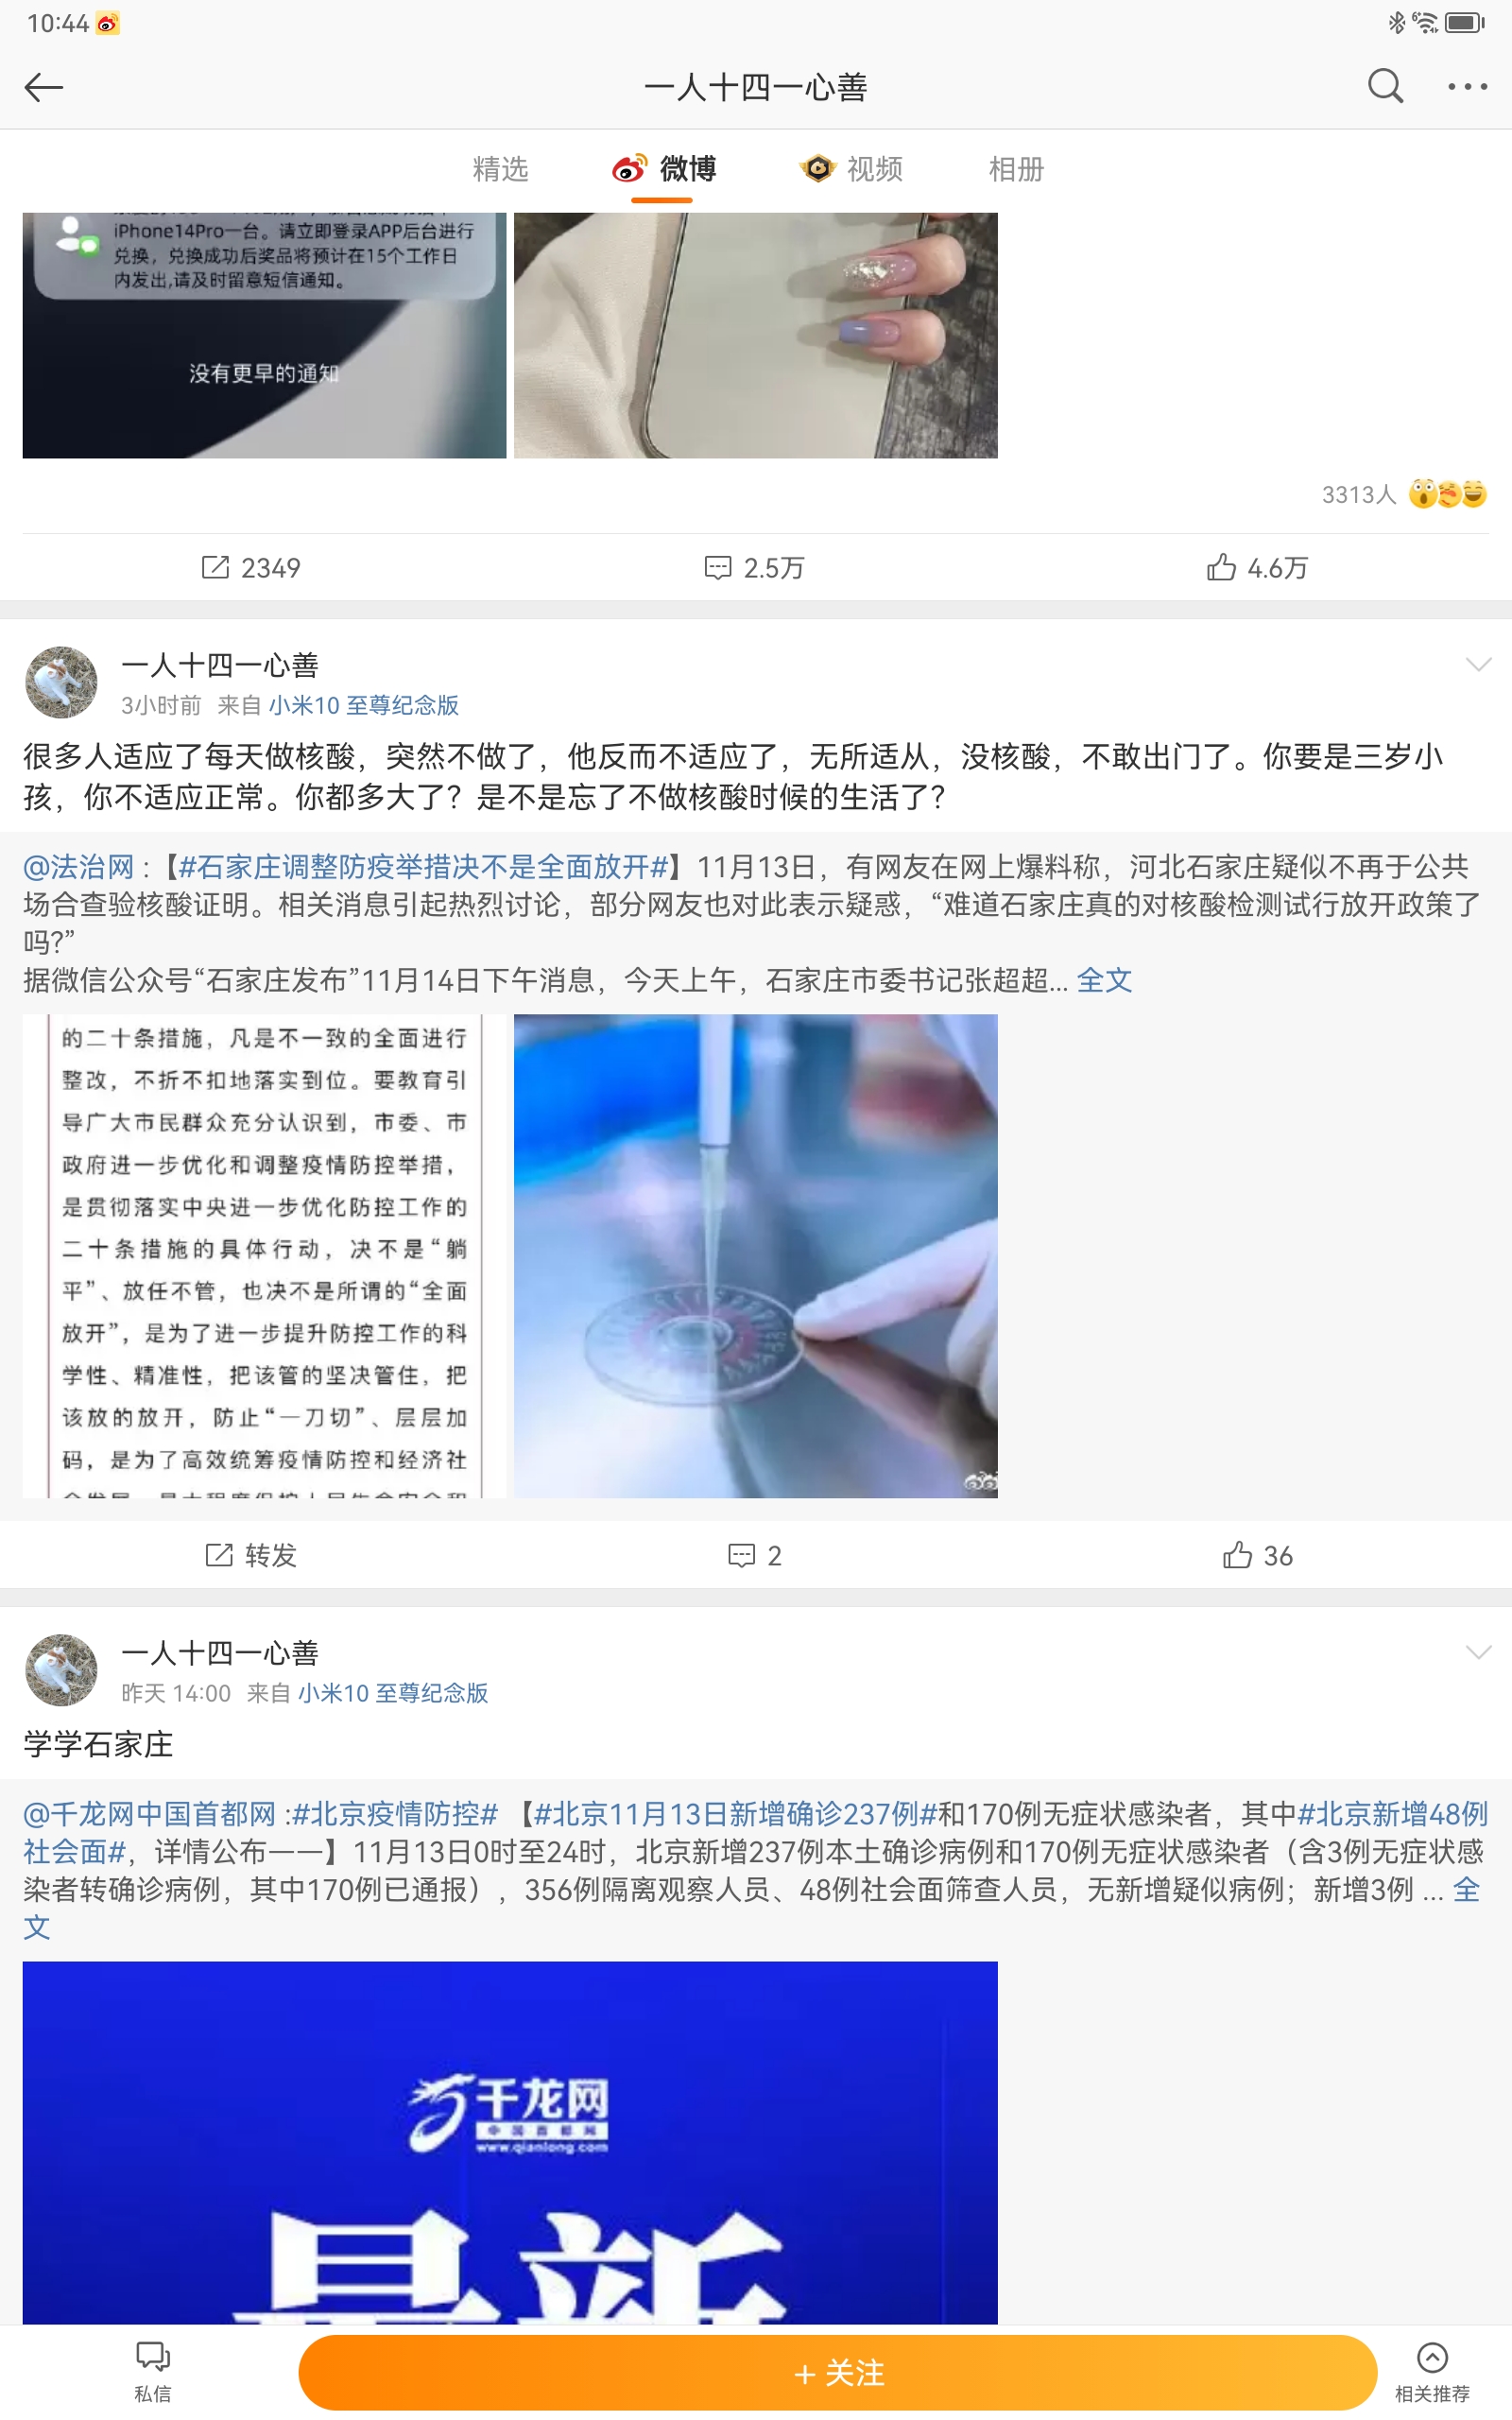 10:44
一人十四一心善
精选 微博 视频 相册
iPhone14Pro一台。请立即登录APP后台进行
兑换，兑换成功后奖品将预计在15个工作日
内发出,请及时留意短信通知。
没有更早的通知
3313人
2349 2.5万 4.6万
一人十四一心善
3小时前 来自 小米10 至尊纪念版
很多人适应了每天做核酸，突然不做了，他反而不适应了，无所适从，没核酸，不敢出门了。你要是三岁小
孩，你不适应正常。你都多大了？是不是忘了不做核酸时候的生活了？
@法治网 :【#石家庄调整防疫举措决不是全面放开#】11月13日，有网友在网上爆料称，河北石家庄疑似不再于公共
场合查验核酸证明。相关消息引起热烈讨论，部分网友也对此表示疑惑，“难道石家庄真的对核酸检测试行放开政策了
吗?”
据微信公众号“石家庄发布”11月14日下午消息，今天上午，石家庄市委书记张超超... 全文
的二十条措施，凡是不一致的全面进行
整改，不折不扣地落实到位。要教育引
导广大市民群众充分认识到，市委、市
政府进一步优化和调整疫情防控举措，
是贯彻落实中央进一步优化防控工作的
二十条措施的具体行动，决不是“躺
平”、放任不管，也决不是所谓的“全面
放开”，是为了进一步提升防控工作的科
学性、精准性，把该管的坚决管住，把
该放的放开，防止“一刀切”、层层加
码，是为了高效统筹疫情防控和经济社
转发 2 36
一人十四一心善
昨天 14:00 来自 小米10 至尊纪念版
学学石家庄
@千龙网中国首都网 :#北京疫情防控# 【#北京11月13日新增确诊237例#和170例无症状感染者，其中#北京新增48例
社会面#，详情公布一一】11月13日0时至24时，北京新增237例本土确诊病例和170例无症状感染者（含3例无症状感
染者转确诊病例，其中170例已通报），356例隔离观察人员、48例社会面筛查人员，无新增疑似病例；新增3例 ... 全
文
千龙网
中国首都网
www.qianlong.com
最新
私信 + 关注 相关推荐